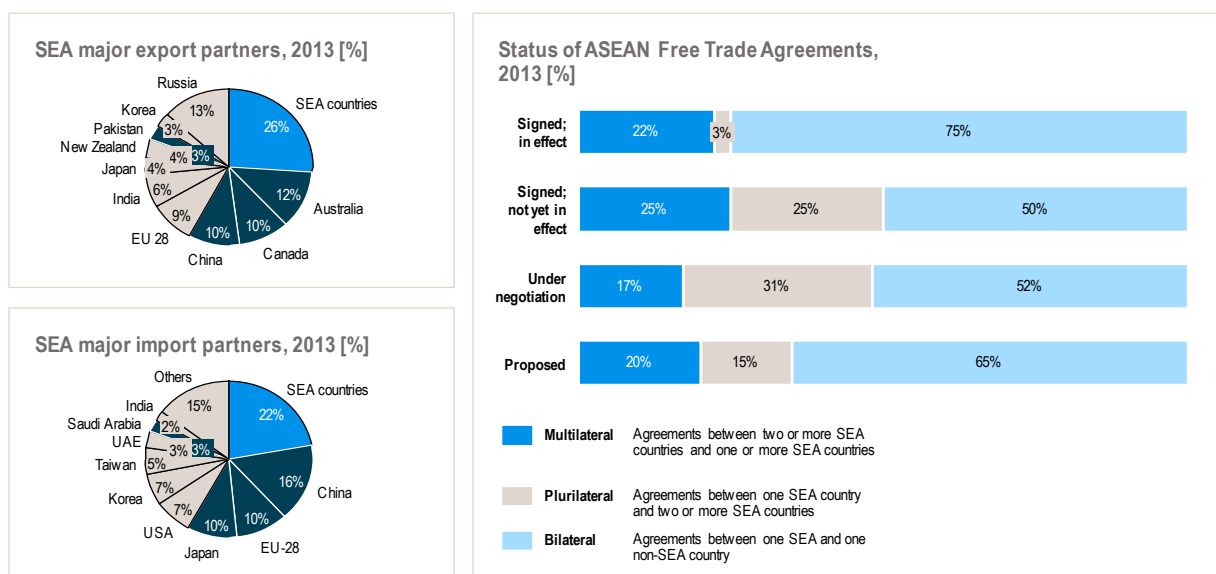 SEA major export partners, 2013 [%]
Russia
Korea
Pakistan
New Zealand
Japan
India
EU 28
China
Canada
Australia
SEA countries
13%
3%
3%
4%
4%
6%
9%
10%
10%
12%
26%
SEA major import partners, 2013 [%]
Others
India
Saudi Arabia
UAE
Taiwan
Korea
USA
Japan
EU-28
China
SEA countries
15%
2%
3%
3%
5%
7%
7%
10%
10%
16%
22%
Status of ASEAN Free Trade Agreements,
2013 [%]
Signed;
in effect
22%
3%
75%
Signed;
not yet in
effect
25%
25%
50%
Under
negotiation
17%
31%
52%
Proposed
20%
15%
65%
Multilateral
Agreements between two or more SEA
countries and one or more SEA countries
Plurilateral
Agreements between one SEA country
and two or more SEA countries
Bilateral
Agreements between one SEA and one
non-SEA country